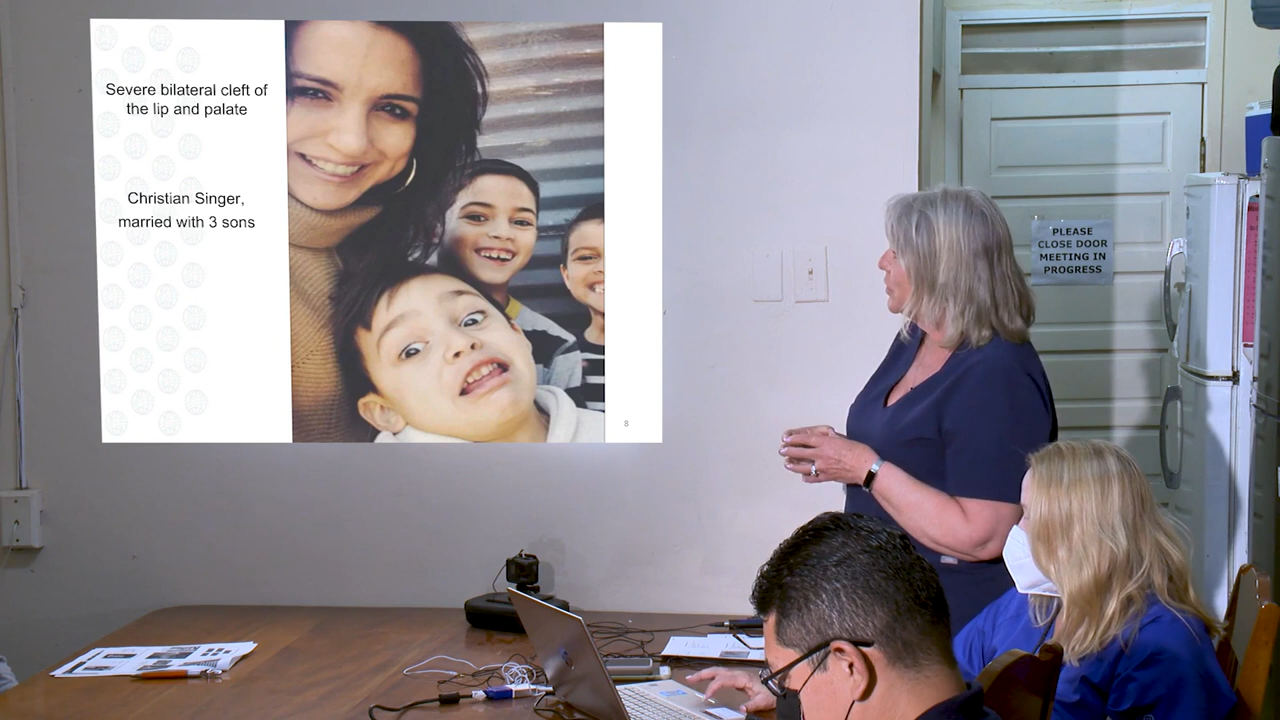 Severe bilateral cleft of
the lip and palate
Christian Singer,
married with 3 sons
8
PLEASE
CLOSE DOOR
MEETING IN
PROGRESS